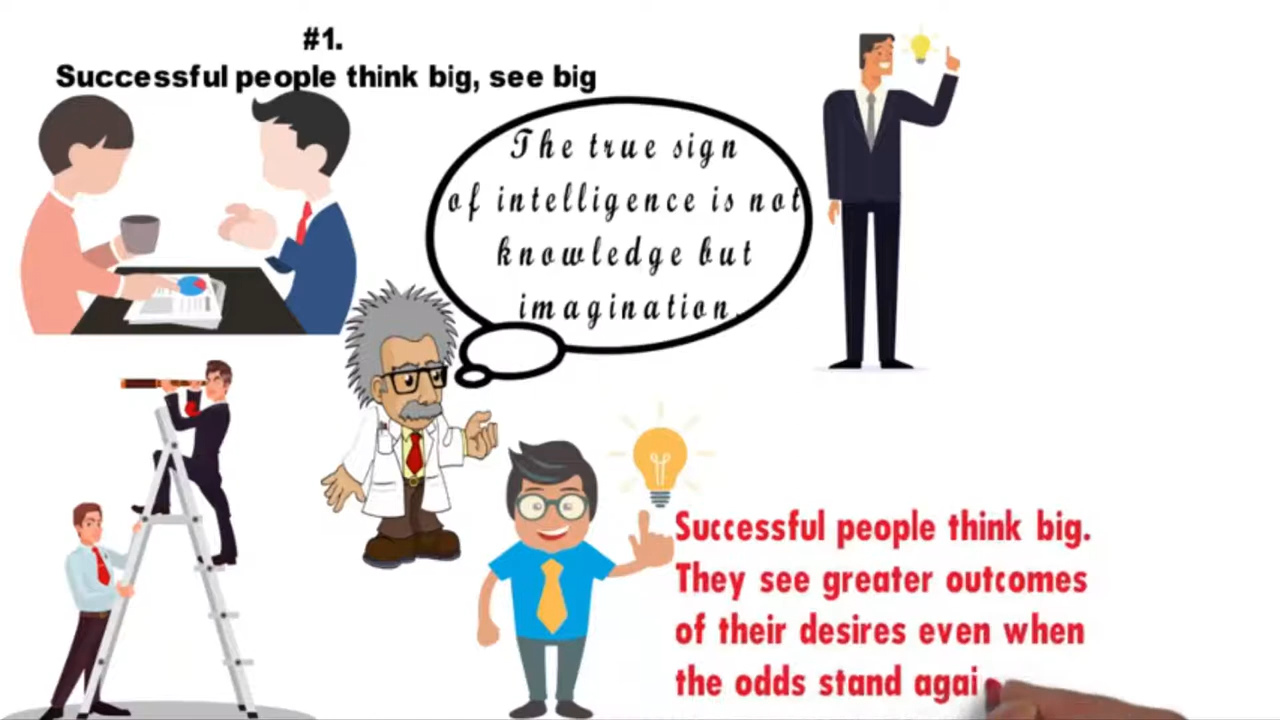 #1.
Successful people think big, see big
The true sign
of intelligence is not
knowledge but
imagination.
Successful people think big.
They see greater outcomes
of their desires even when
the odds stand agai